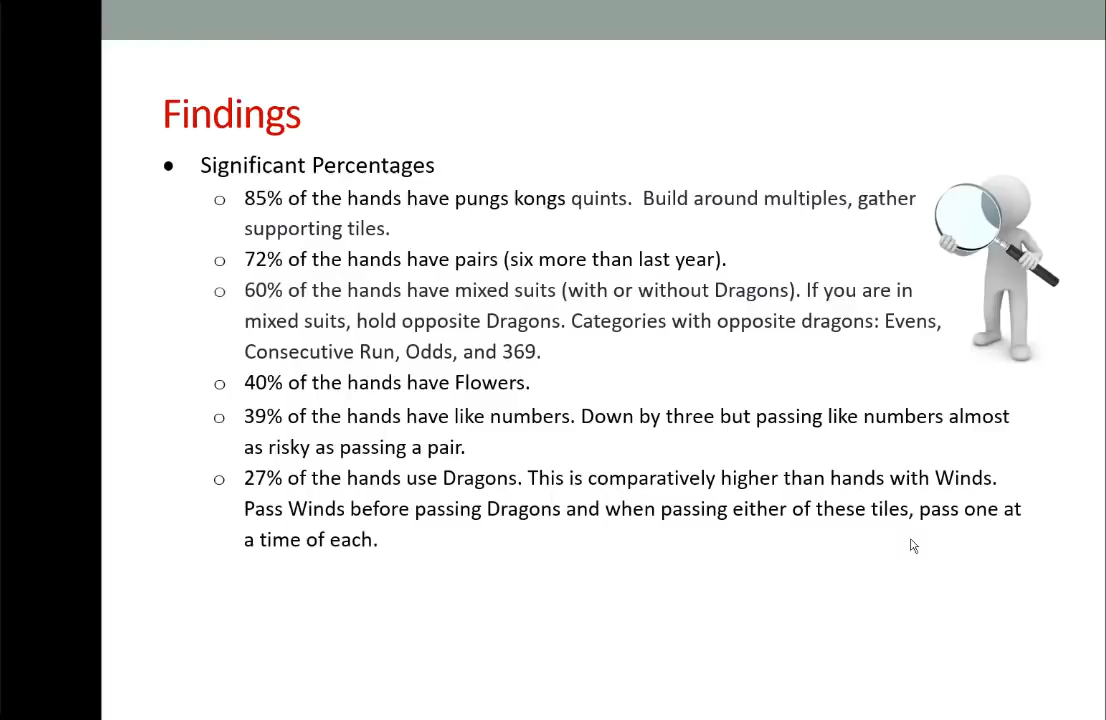 Findings
• Significant Percentages
o 85% of the hands have pungs kongs quints.  Build around multiples, gather
supporting tiles.
o 72% of the hands have pairs (six more than last year).
o 60% of the hands have mixed suits (with or without Dragons). If you are in
mixed suits, hold opposite Dragons. Categories with opposite dragons: Evens,
Consecutive Run, Odds, and 369.
o 40% of the hands have Flowers.
o 39% of the hands have like numbers. Down by three but passing like numbers almost
as risky as passing a pair.
o 27% of the hands use Dragons. This is comparatively higher than hands with Winds.
Pass Winds before passing Dragons and when passing either of these tiles, pass one at
a time of each.